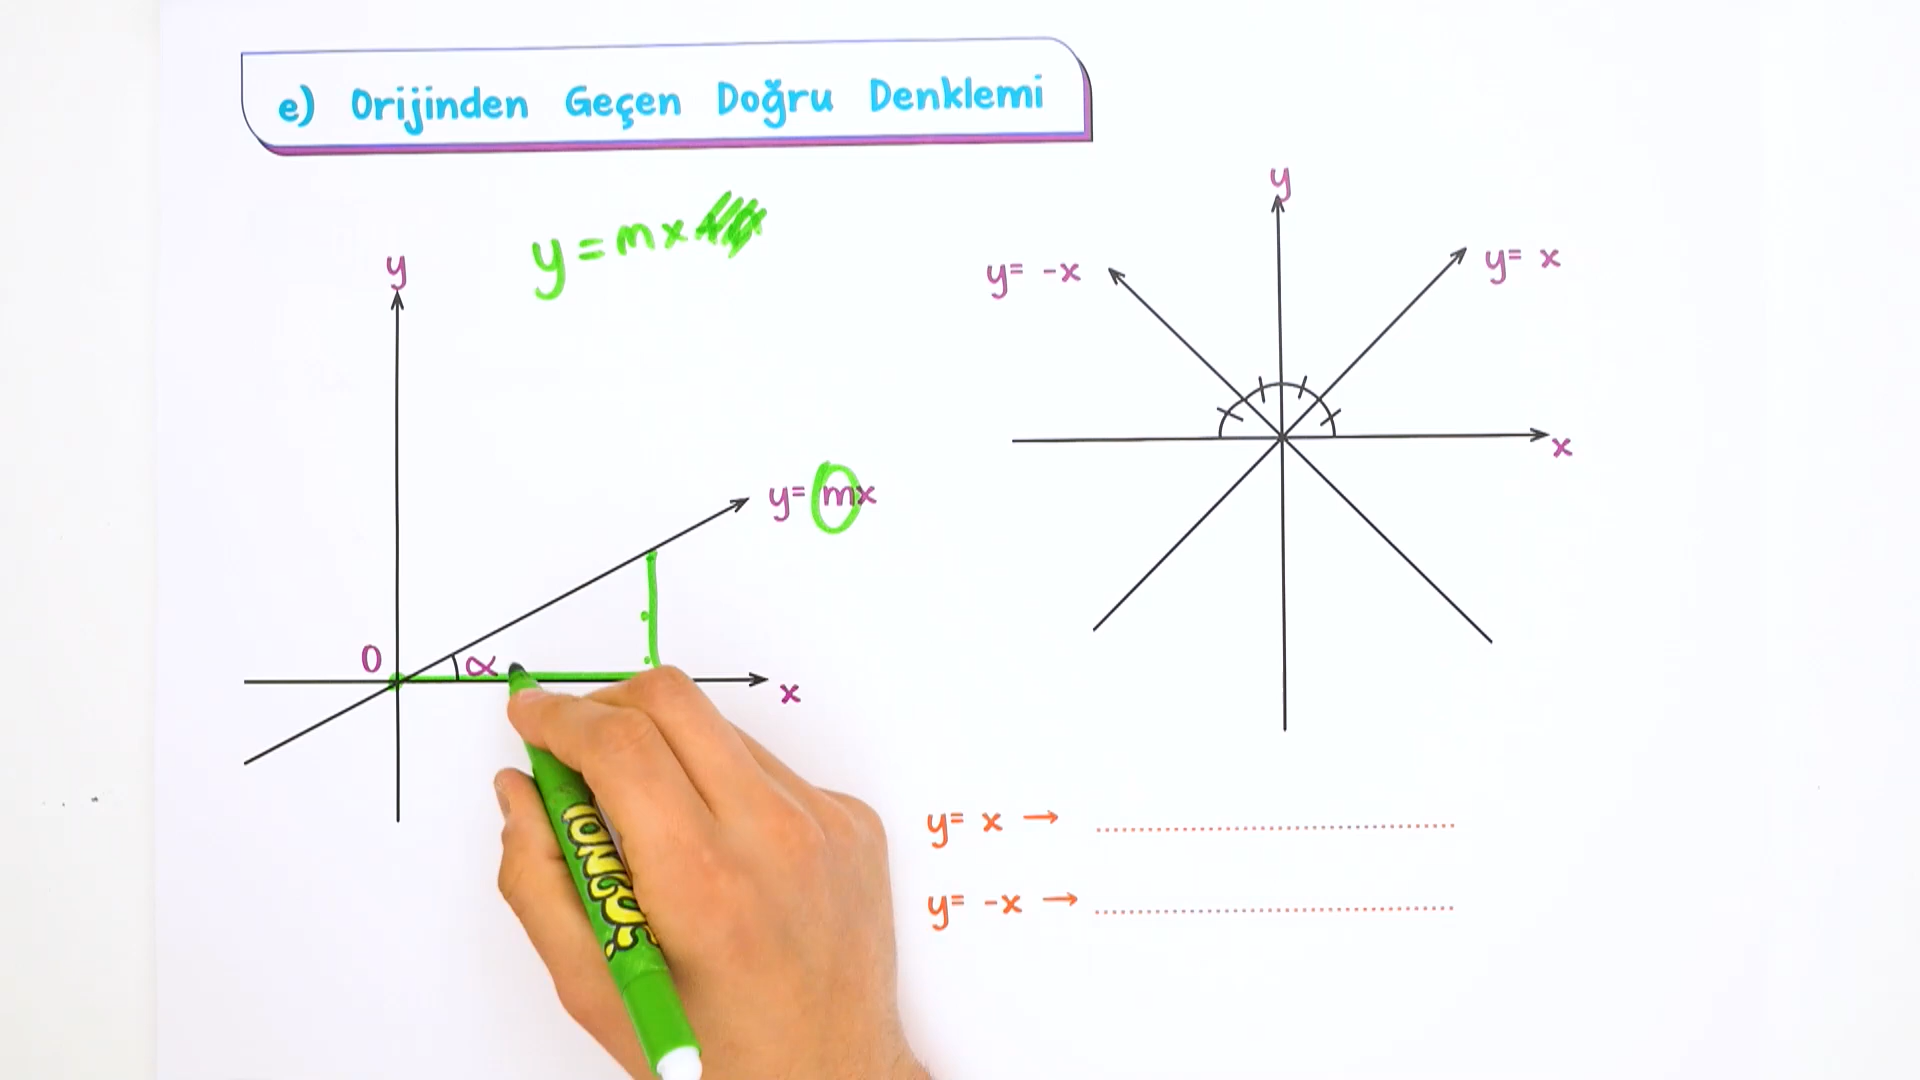 e) Orijinden Geçen Doğru Denklemi
y = mx
y
y= mx
0
α
x
y
y= -x
y= x
x
y= x →
y= -x →